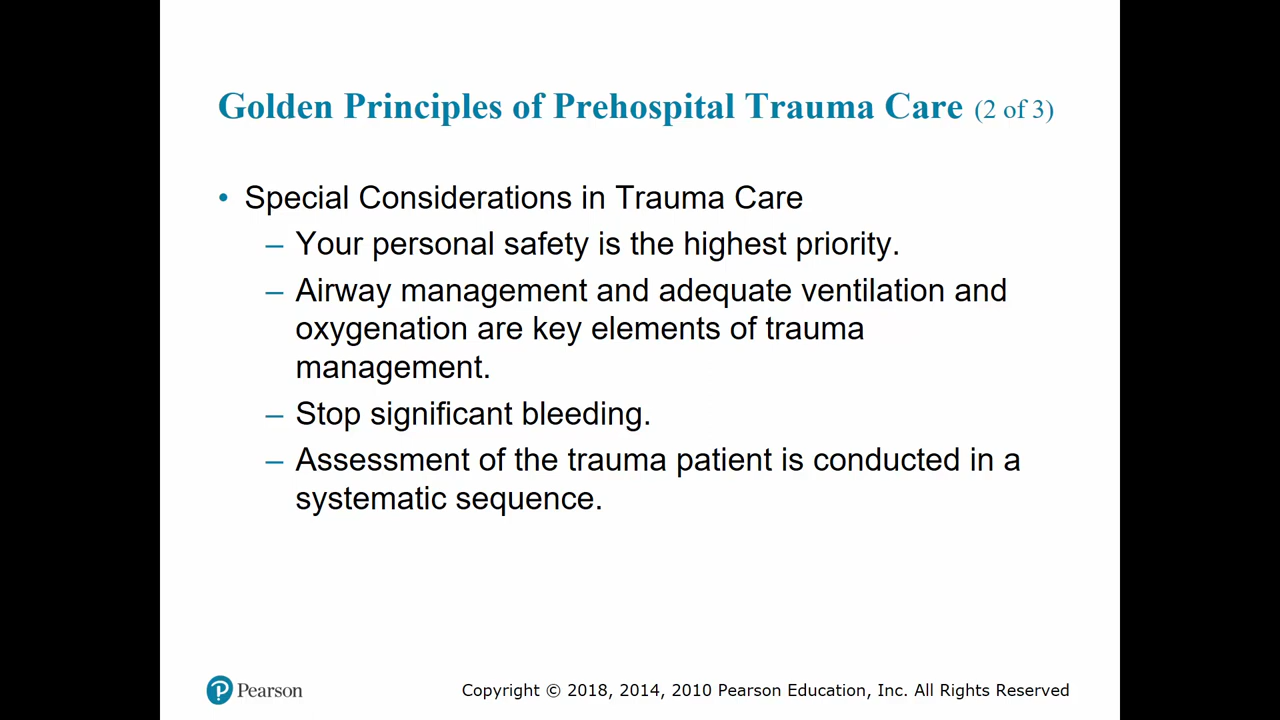 Golden Principles of Prehospital Trauma Care (2 of 3)
• Special Considerations in Trauma Care
– Your personal safety is the highest priority.
– Airway management and adequate ventilation and
oxygenation are key elements of trauma
management.
– Stop significant bleeding.
– Assessment of the trauma patient is conducted in a
systematic sequence.
P Pearson
Copyright © 2018, 2014, 2010 Pearson Education, Inc. All Rights Reserved